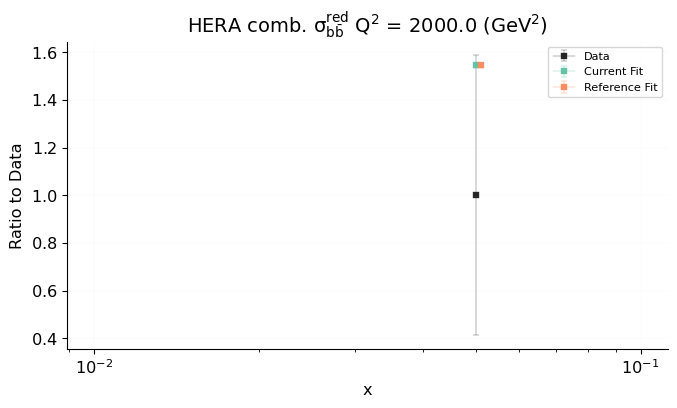 HERA comb. σ^red_bb̄ Q² = 2000.0 (GeV²)
Data
Current Fit
Reference Fit
1.6
1.4
1.2
1.0
0.8
0.6
0.4
Ratio to Data
10⁻²
10⁻¹
x